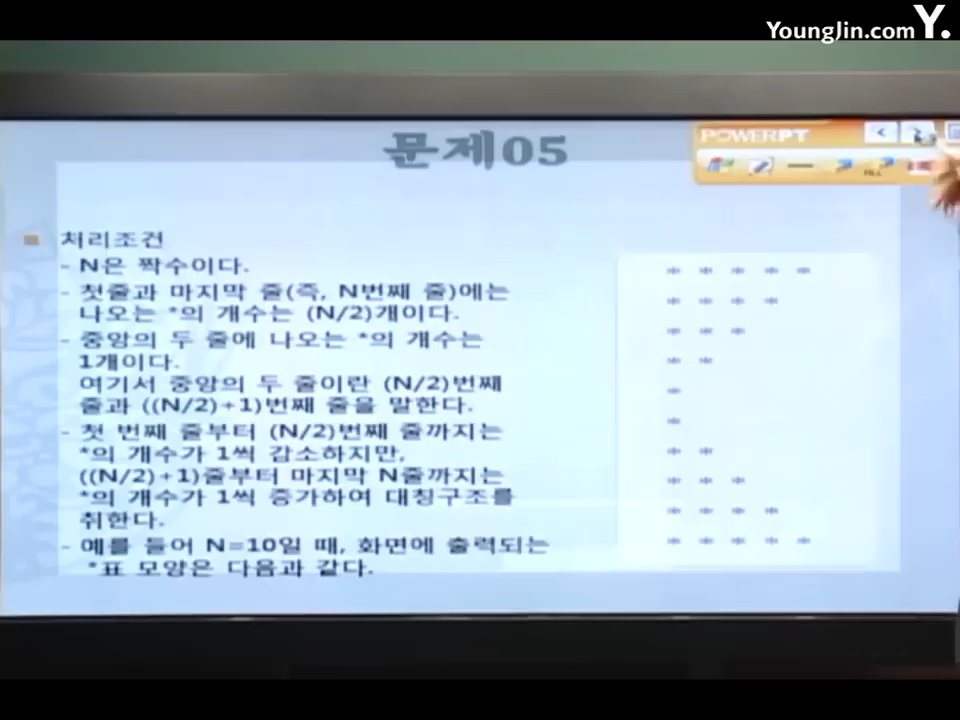 YoungJin.com Y.
문제05
POWERPT
처리조건
- N은 짝수이다.
- 첫줄과 마지막 줄(즉, N번째 줄)에는
나오는 *의 개수는 (N/2)개이다.
- 중앙의 두 줄에 나오는 *의 개수는
1개이다.
여기서 중앙의 두 줄이란 (N/2)번째
줄과 ((N/2)+1)번째 줄을 말한다.
- 첫 번째 줄부터 (N/2)번째 줄까지는
*의 개수가 1씩 감소하지만,
((N/2)+1)줄부터 마지막 N줄까지는
*의 개수가 1씩 증가하여 대칭구조를
취한다.
- 예를 들어 N=10일 때, 화면에 출력되는
*표 모양은 다음과 같다.
* * * * *
* * * *
* * *
* *
*
*
* *
* * *
* * * *
* * * * *